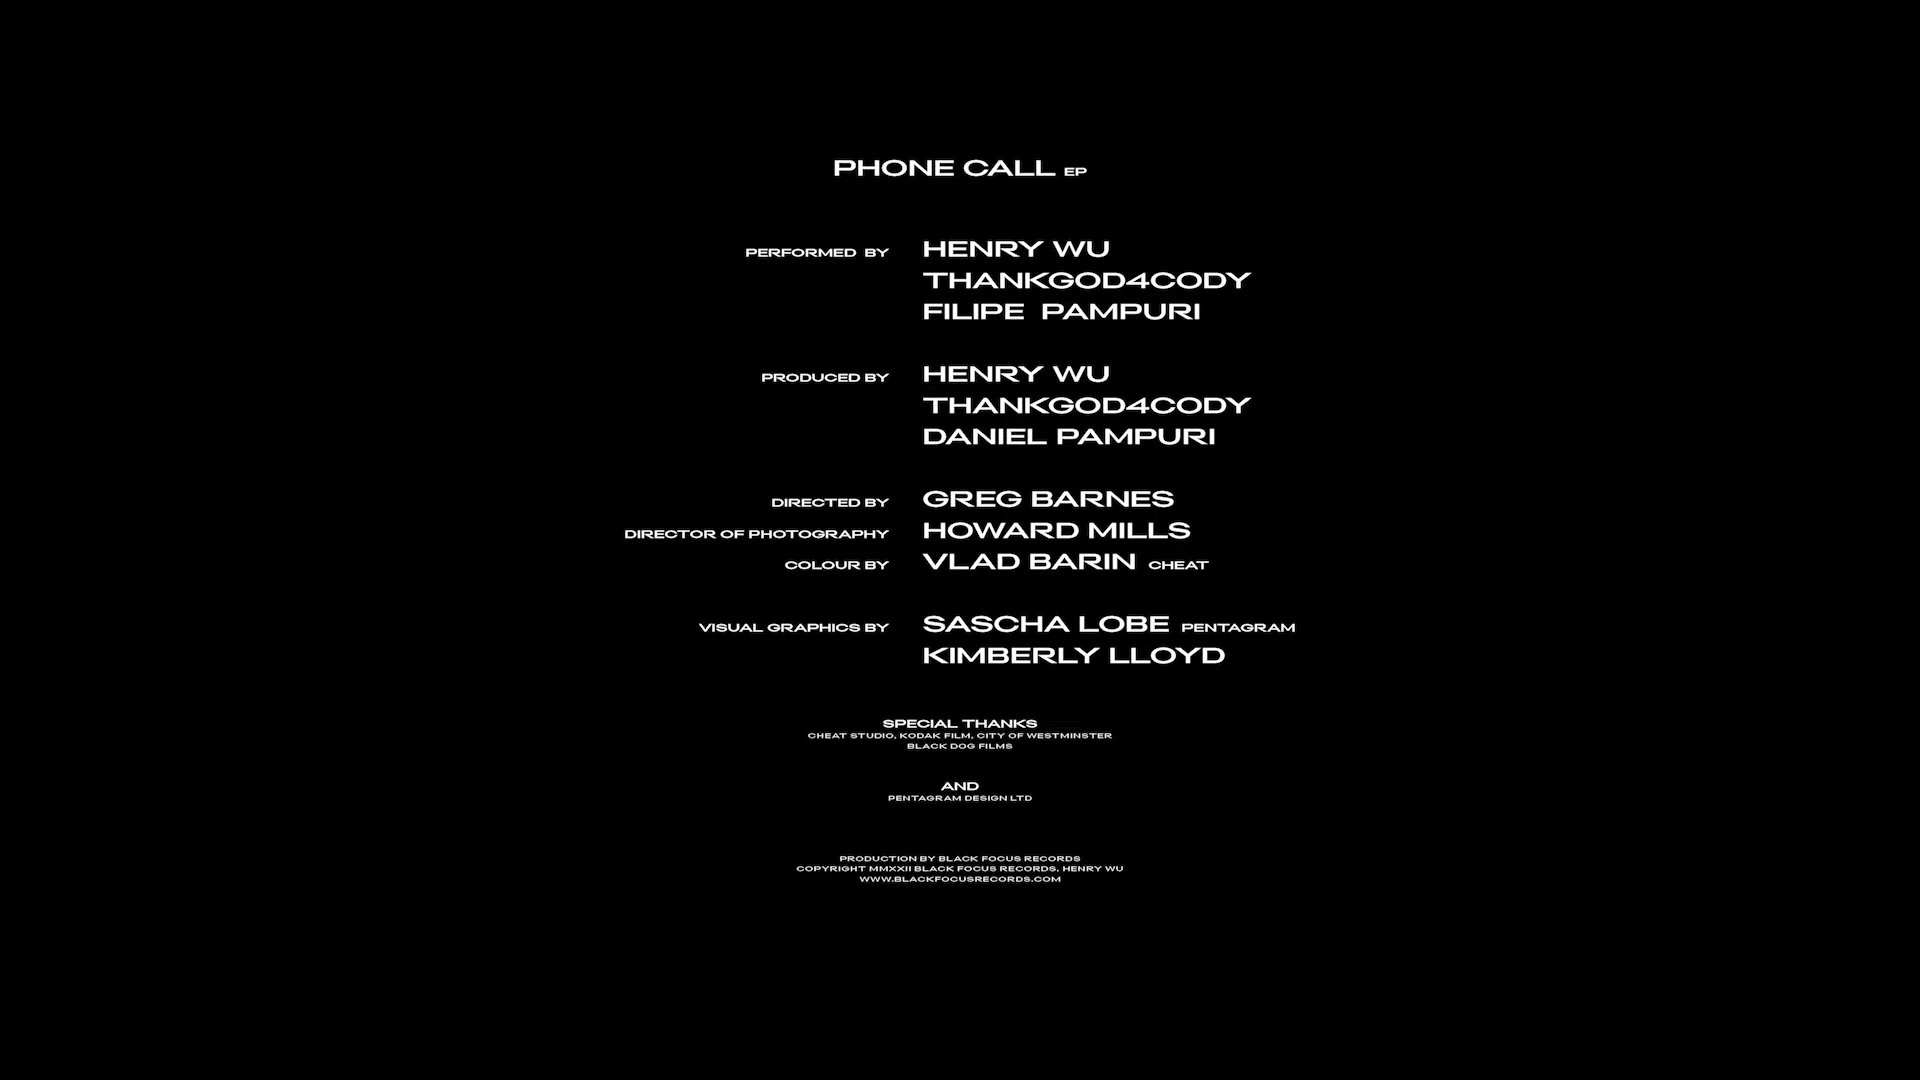 PHONE CALL EP
PERFORMED BY HENRY WU
THANKGOD4CODY
FILIPE PAMPURI
PRODUCED BY HENRY WU
THANKGOD4CODY
DANIEL PAMPURI
DIRECTED BY GREG BARNES
DIRECTOR OF PHOTOGRAPHY HOWARD MILLS
COLOUR BY VLAD BARIN CHEAT
VISUAL GRAPHICS BY SASCHA LOBE PENTAGRAM
KIMBERLY LLOYD
SPECIAL THANKS
CHEAT STUDIO, KODAK FILM, CITY OF WESTMINSTER
BLACK DOG FILMS
AND
PENTAGRAM DESIGN LTD
PRODUCTION BY BLACK FOCUS RECORDS
COPYRIGHT MMXXII BLACK FOCUS RECORDS, HENRY WU
WWW.BLACKFOCUSRECORDS.COM